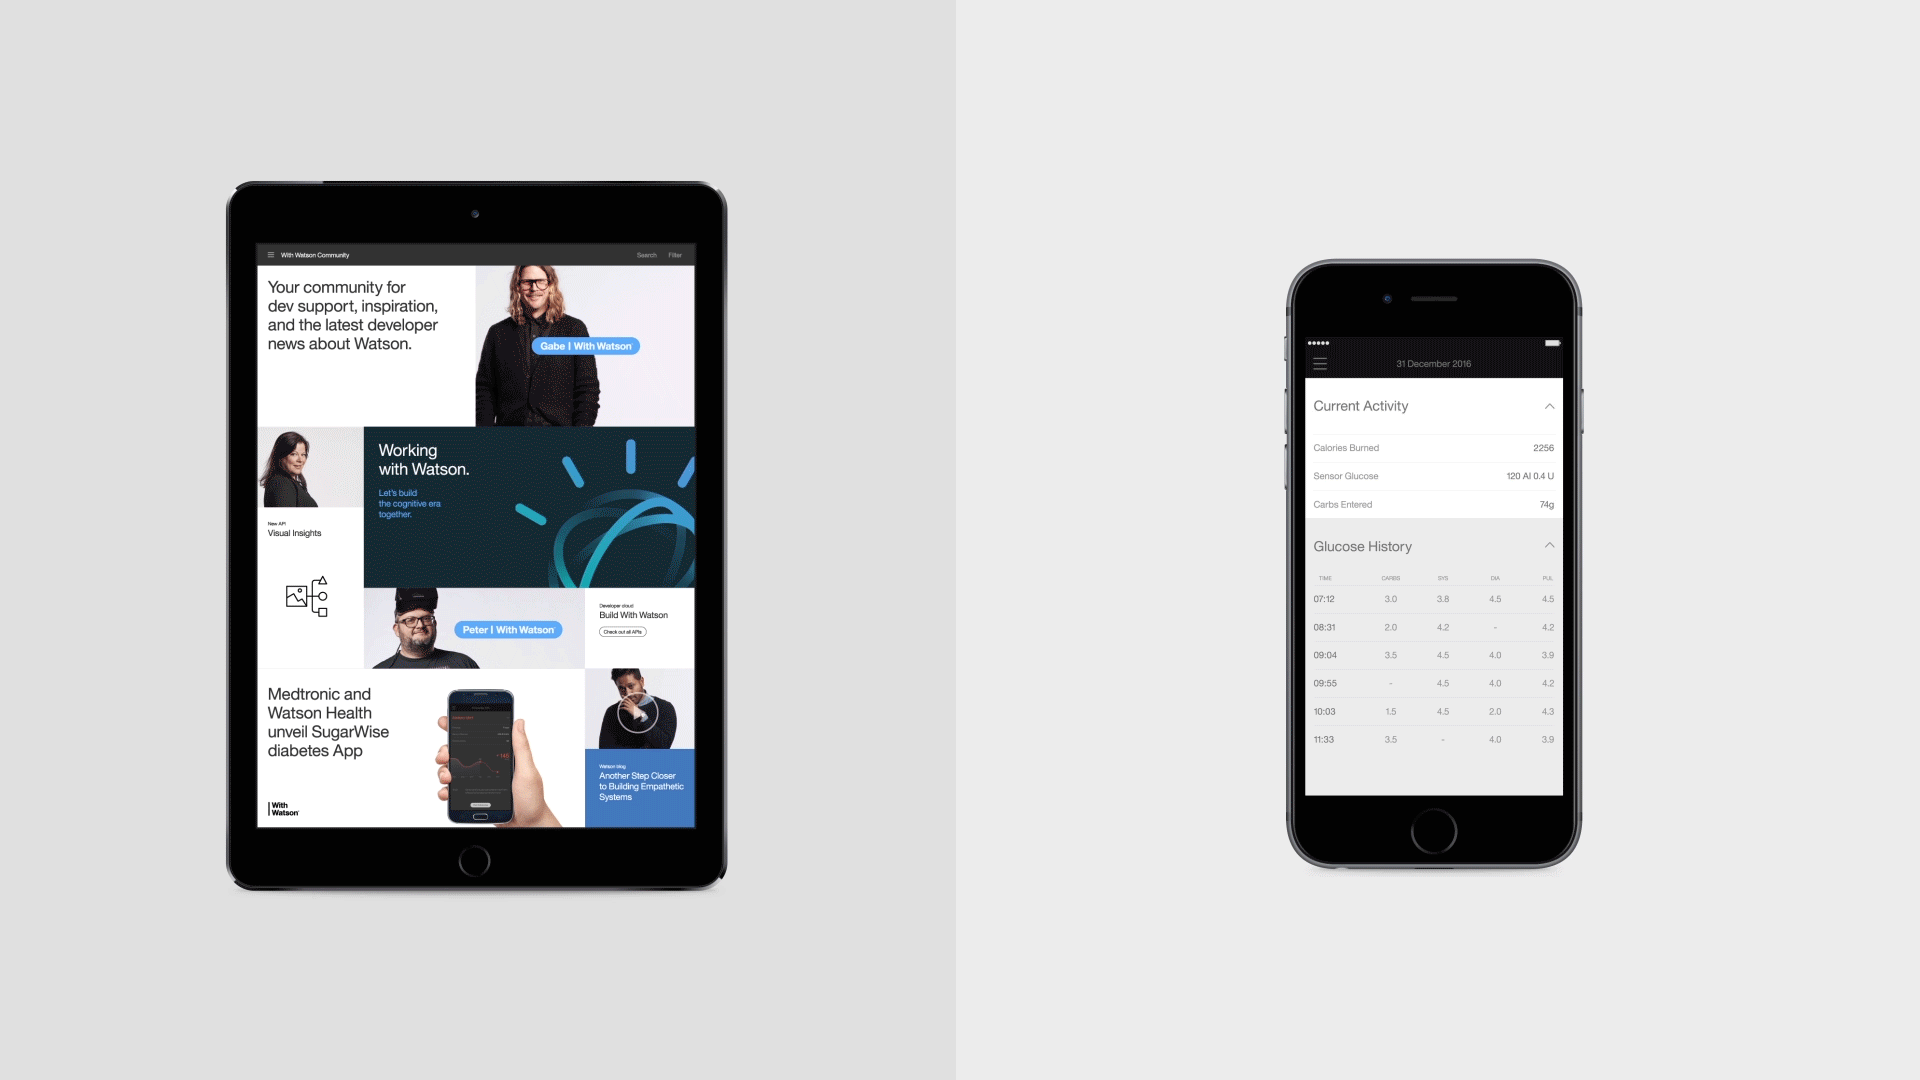 With Watson Community
Search Filter
Your community for
dev support, inspiration,
and the latest developer
news about Watson.
Gabe | With Watson
Working
with Watson.
Let's build
the cognitive era
together.
New API
Visual Insights
Peter | With Watson
Developer cloud
Build With Watson
Check out all APIs
Medtronic and
Watson Health
unveil SugarWise
diabetes App
Watson blog
Another Step Closer
to Building Empathetic
Systems
With
Watson
31 December 2016
Current Activity
Calories Burned 2256
Sensor Glucose 120 AI 0.4 U
Carbs Entered 74g
Glucose History
TIME CARBS SYS DIA PUL
07:12 3.0 3.8 4.5 4.5
08:31 2.0 4.2 - 4.2
09:04 3.5 4.5 4.0 3.9
09:55 - 4.5 4.0 4.2
10:03 1.5 4.5 2.0 4.3
11:33 3.5 - 4.0 3.9